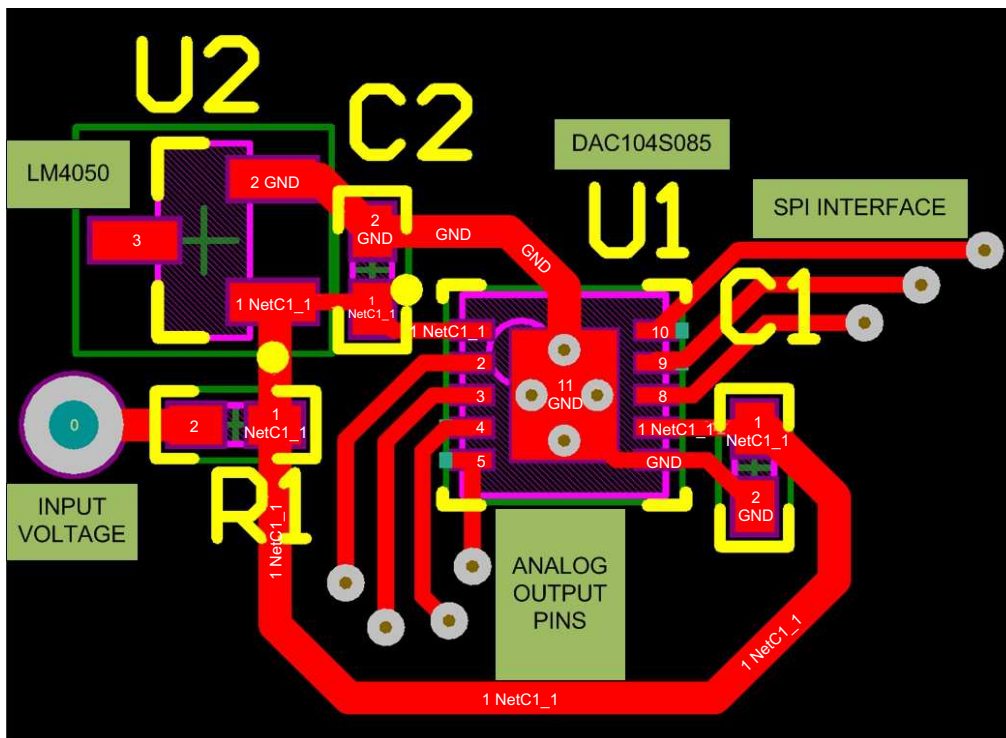 U2
C2
LM4050
DAC104S085
U1
SPI INTERFACE
2 GND
3
2
GND
GND
GND
1 NetC1_1
1
NetC1_1
1 NetC1_1
10
C1
2
9
11
GND
3
8
4
1 NetC1_1
1
NetC1_1
5
GND
2
GND
0
2
1
NetC1_1
R1
INPUT
VOLTAGE
1 NetC1_1
ANALOG
OUTPUT
PINS
1 NetC1_1
1 NetC1_1